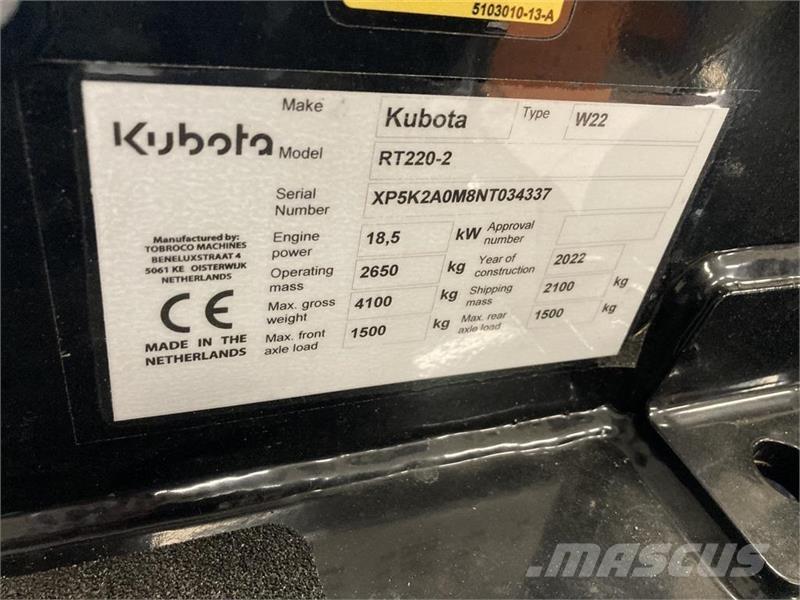 5103010-13-A
Kubota
Make Kubota Type W22
Model RT220-2
Serial Number XP5K2A0M8NT034337
Engine power 18,5 kW Approval number
Operating mass 2650 kg Year of construction 2022
Max. gross weight 4100 kg Shipping mass 2100 kg
Max. front axle load 1500 kg Max. rear axle load 1500 kg
Manufactured by:
TOBROCO MACHINES
BENELUXSTRAAT 4
5061 KE OISTERWIJK
NETHERLANDS
CE
MADE IN THE
NETHERLANDS
MASCUS